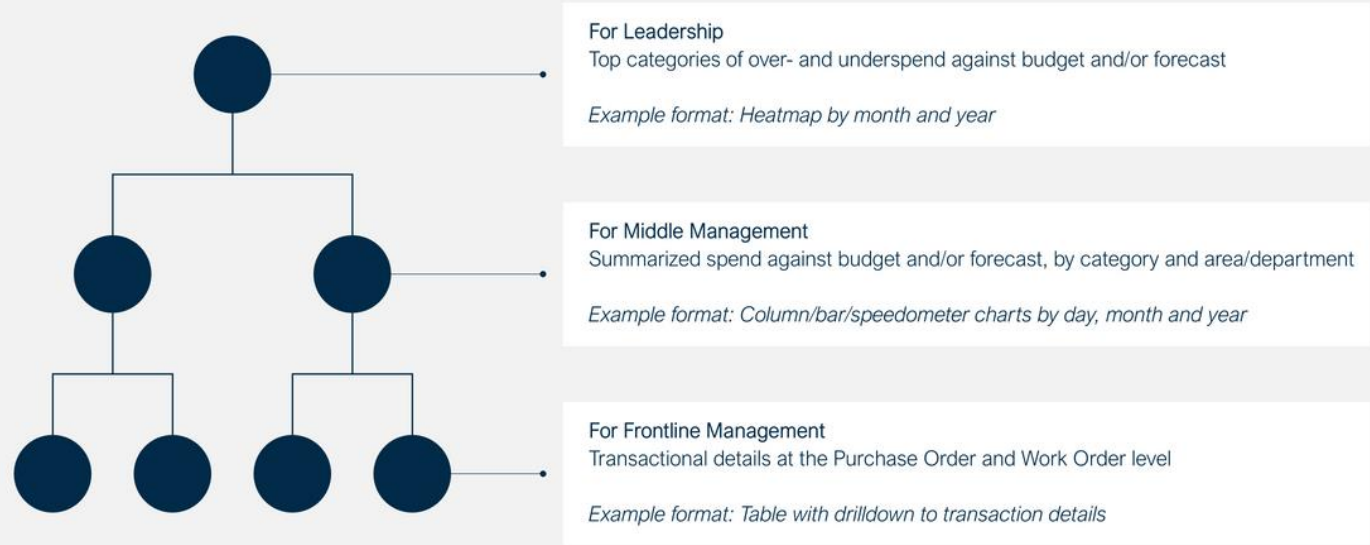 For Leadership
Top categories of over- and underspend against budget and/or forecast
Example format: Heatmap by month and year
For Middle Management
Summarized spend against budget and/or forecast, by category and area/department
Example format: Column/bar/speedometer charts by day, month and year
For Frontline Management
Transactional details at the Purchase Order and Work Order level
Example format: Table with drilldown to transaction details